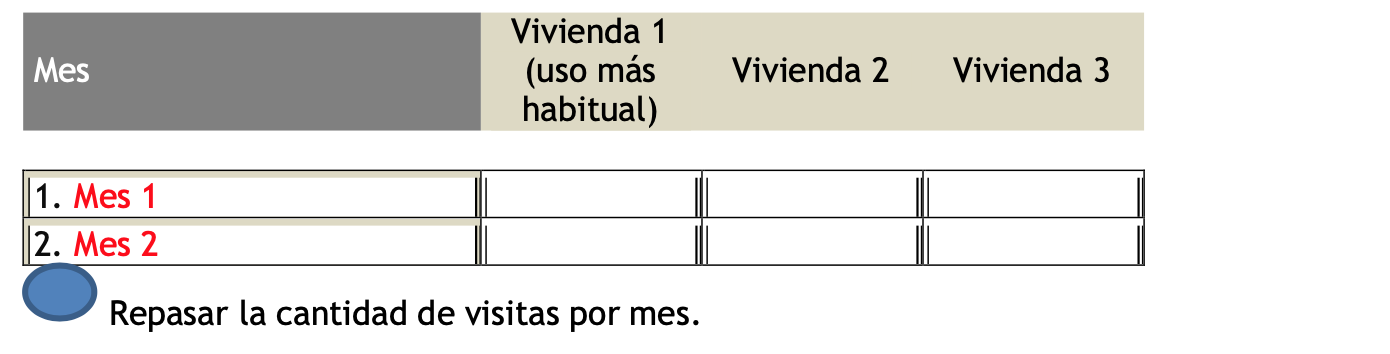 Mes
Vivienda 1
(uso más
habitual)
Vivienda 2
Vivienda 3
1. Mes 1
2. Mes 2
Repasar la cantidad de visitas por mes.